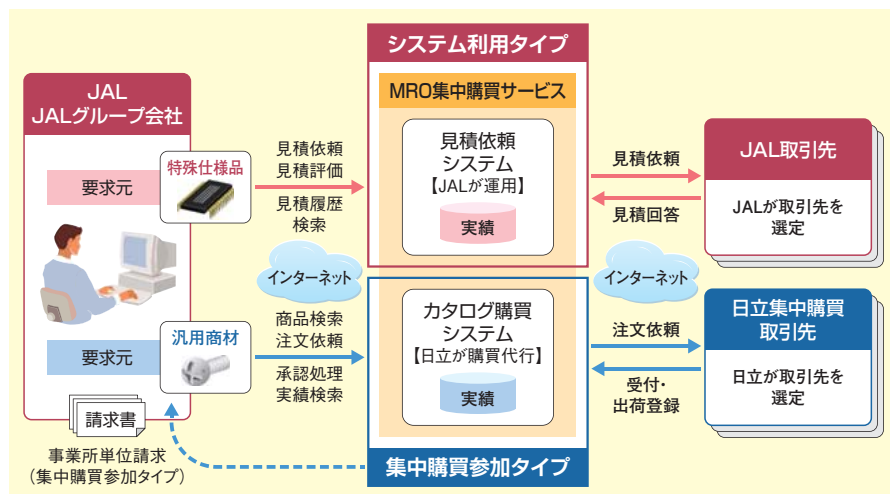 JAL
JALグループ会社
要求元
特殊仕様品
要求元
汎用商材
請求書
事業所単位請求
（集中購買参加タイプ）
見積依頼
見積評価
見積履歴
検索
インターネット
商品検索
注文依頼
承認処理
実績検索
システム利用タイプ
MRO集中購買サービス
見積依頼
システム
【JALが運用】
実績
カタログ購買
システム
【日立が購買代行】
実績
集中購買参加タイプ
見積依頼
見積回答
インターネット
注文依頼
受付・
出荷登録
JAL取引先
JALが取引先を
選定
日立集中購買
取引先
日立が取引先を
選定